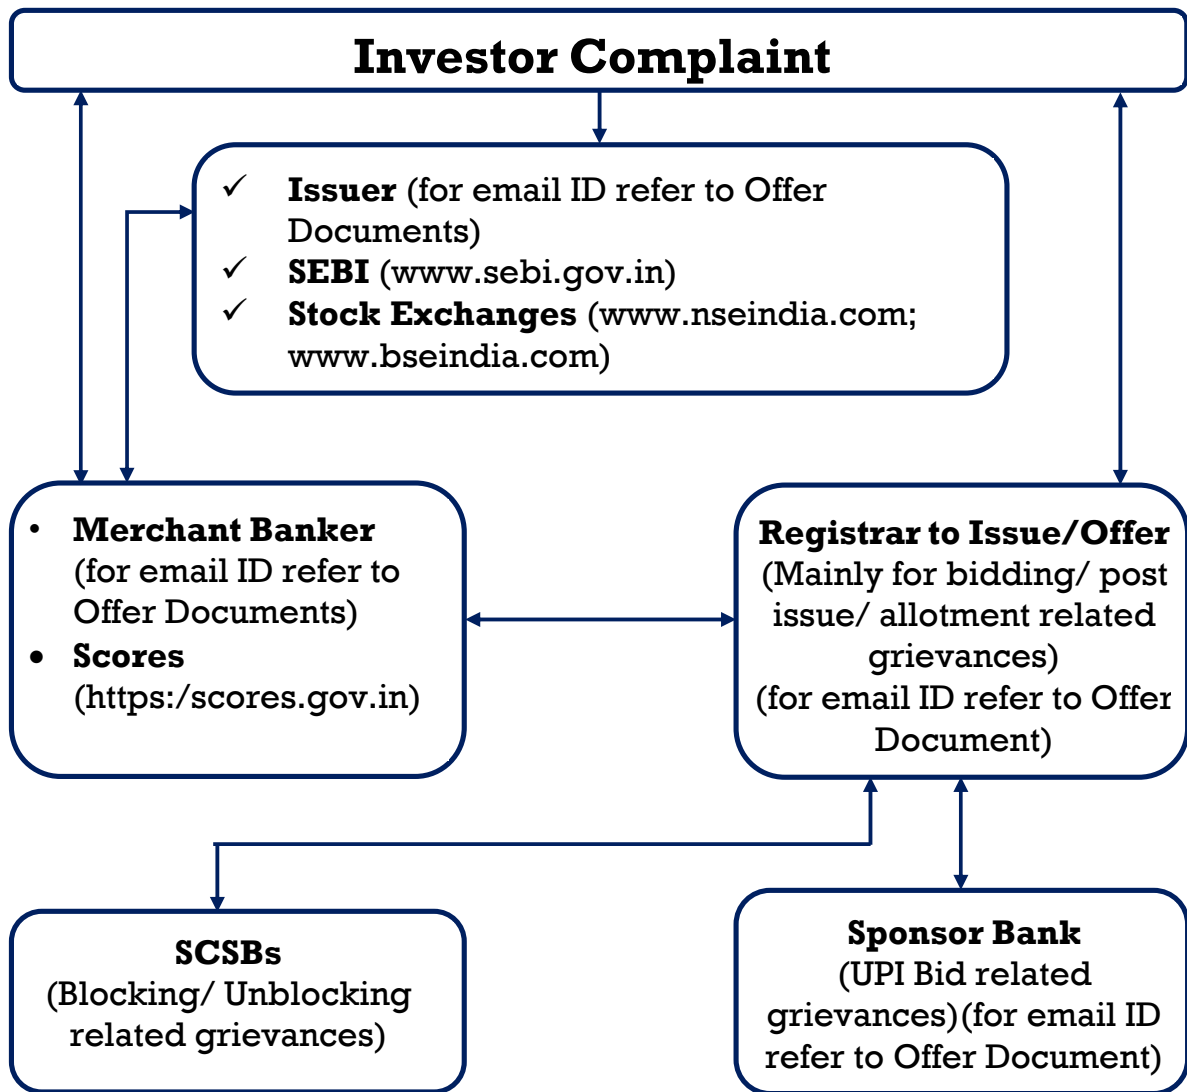 Investor Complaint
✓ Issuer (for email ID refer to Offer
Documents)
✓ SEBI (www.sebi.gov.in)
✓ Stock Exchanges (www.nseindia.com;
www.bseindia.com)
• Merchant Banker
(for email ID refer to
Offer Documents)
• Scores
(https:/scores.gov.in)
Registrar to Issue/Offer
(Mainly for bidding/ post
issue/ allotment related
grievances)
(for email ID refer to Offer
Document)
SCSBs
(Blocking/ Unblocking
related grievances)
Sponsor Bank
(UPI Bid related
grievances)(for email ID
refer to Offer Document)